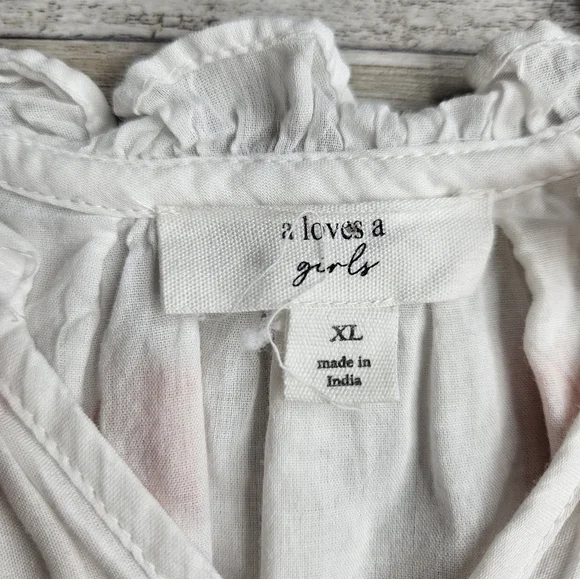 a loves a
girls
XL
made in
India